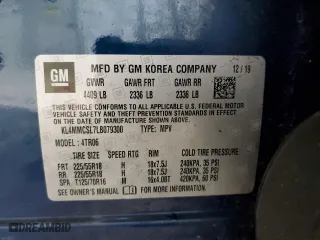 GM
MFD BY GM KOREA COMPANY 12/19
GVWR GAWR FRT GAWR RR
4409 LB 2336 LB 2336 LB
THIS VEHICLE CONFORMS TO ALL APPLICABLE U.S. FEDERAL MOTOR
VEHICLE SAFETY AND THEFT PREVENTION STANDARDS IN EFFECT ON
THE DATE OF MANUFACTURE SHOWN ABOVE.
KL4MMCSL7LB079300 TYPE: MPV
MODEL: 4TR06
TIRE SIZE SPEED RTG RIM COLD TIRE PRESSURE
FRT 225/55R18 H 18x7.5J 240KPA, 35 PSI
RR 225/55R18 H 18x7.5J 240KPA, 35 PSI
SPA T125/70R16 M 16x4.0BT 420KPA, 60 PSI
SEE OWNER'S MANUAL FOR ADDITIONAL INFORMATION.